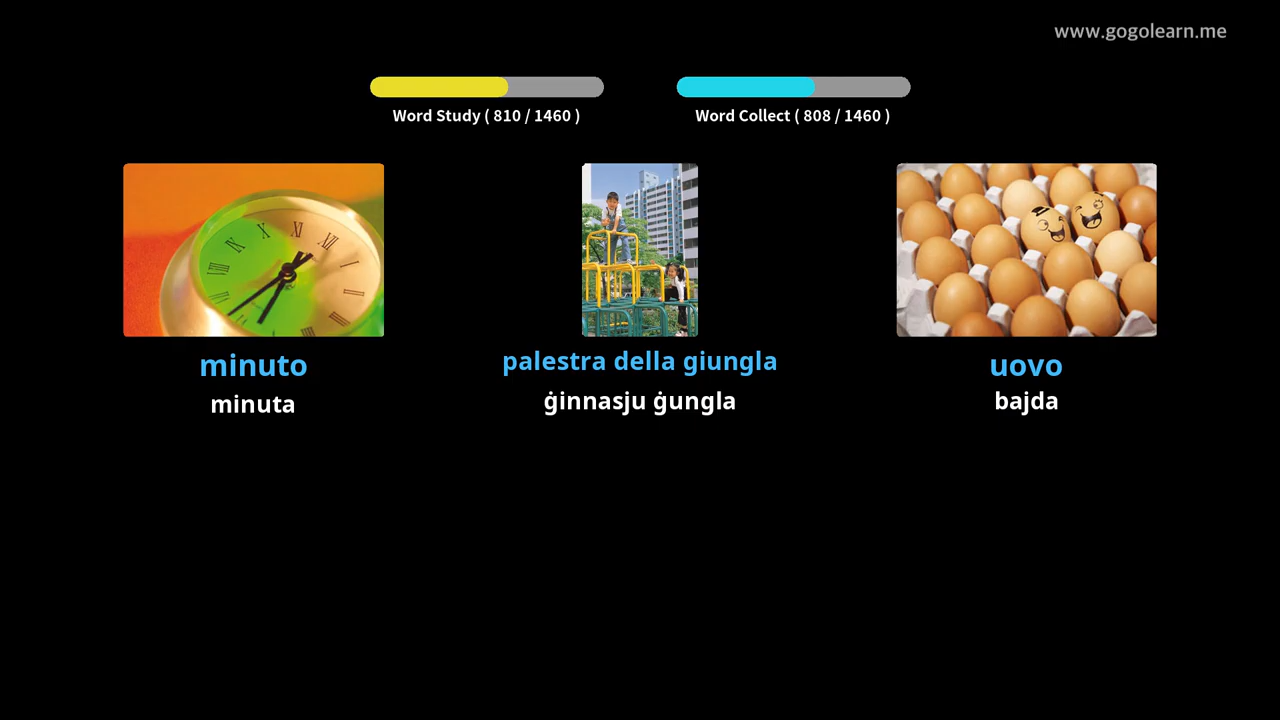 www.gogolearn.me
Word Study ( 810 / 1460 )
Word Collect ( 808 / 1460 )
minuto
palestra della giungla
uovo
minuta
ġinnasju ġungla
bajda